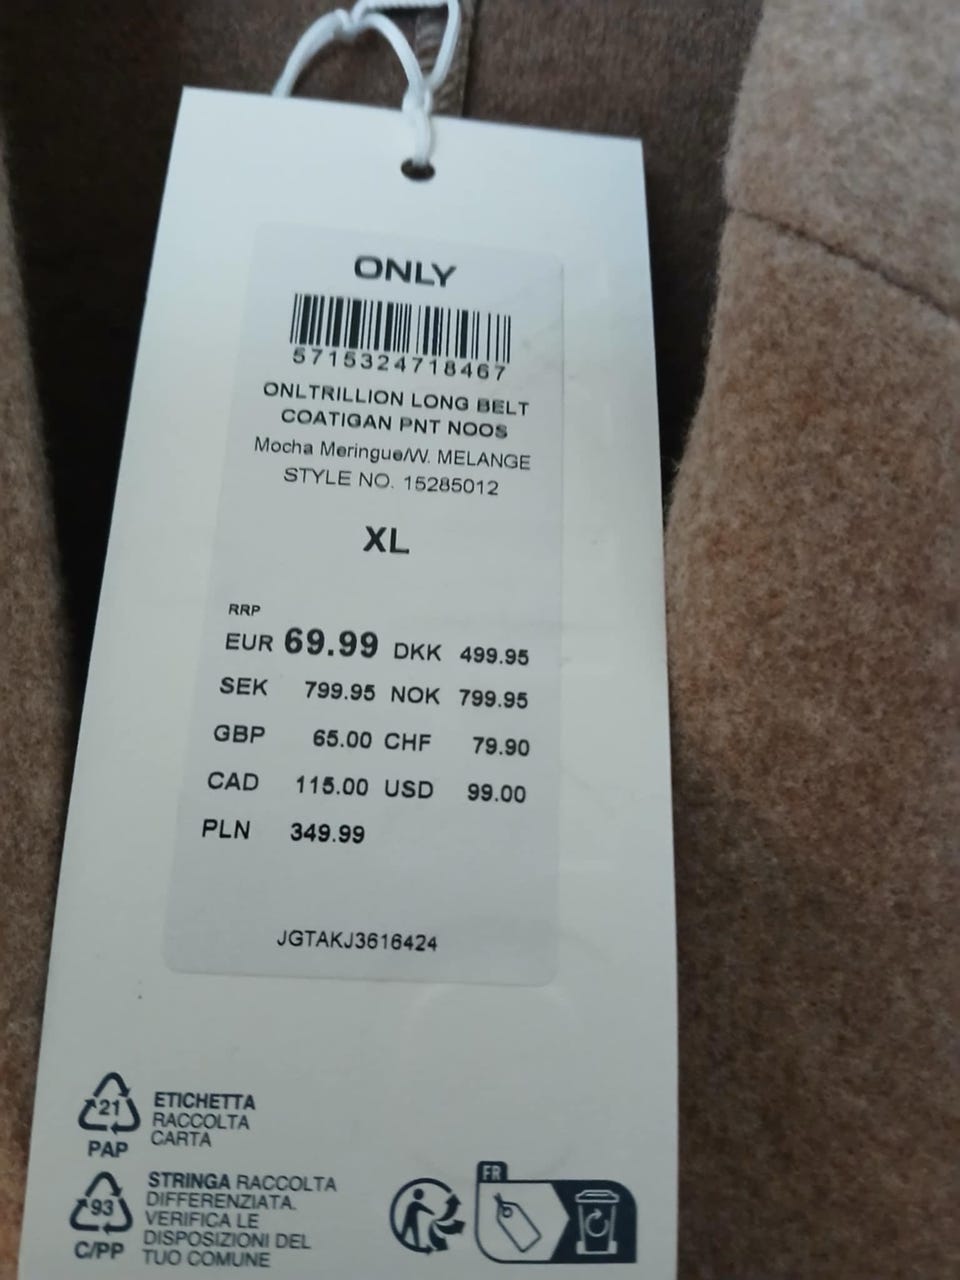 ONLY
5715324718467
ONLTRILLION LONG BELT
COATIGAN PNT NOOS
Mocha Meringue/W. MELANGE
STYLE NO. 15285012
XL
RRP
EUR 69.99 DKK 499.95
SEK 799.95 NOK 799.95
GBP 65.00 CHF 79.90
CAD 115.00 USD 99.00
PLN 349.99
JGTAKJ3616424
21
PAP
ETICHETTA
RACCOLTA
CARTA
93
C/PP
STRINGA RACCOLTA
DIFFERENZIATA.
VERIFICA LE
DISPOSIZIONI DEL
TUO COMUNE
FR